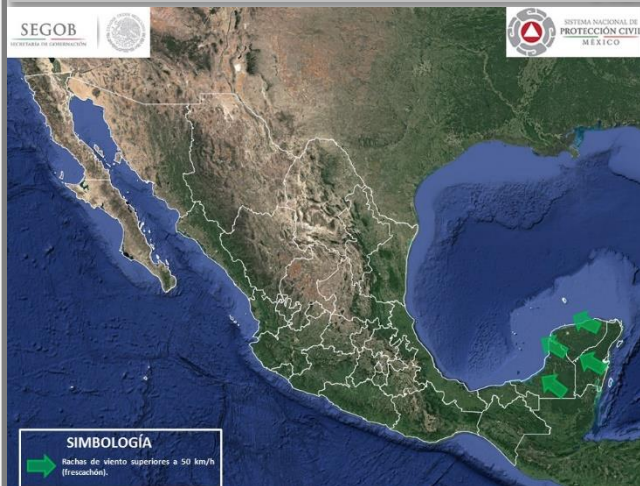 SEGOB
SECRETARÍA DE GOBERNACIÓN
SISTEMA NACIONAL DE
PROTECCIÓN CIVIL
MÉXICO
SIMBOLOGÍA
Rachas de viento superiores a 50 km/h
(frescachón).